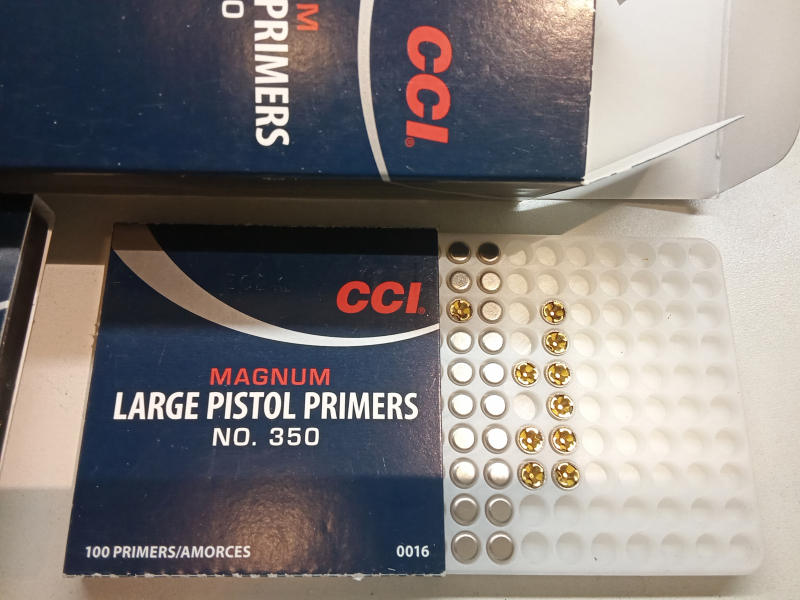 M
O
PRIMERS
CCI®
CCI®
MAGNUM
LARGE PISTOL PRIMERS
NO. 350
100 PRIMERS/AMORCES
0016